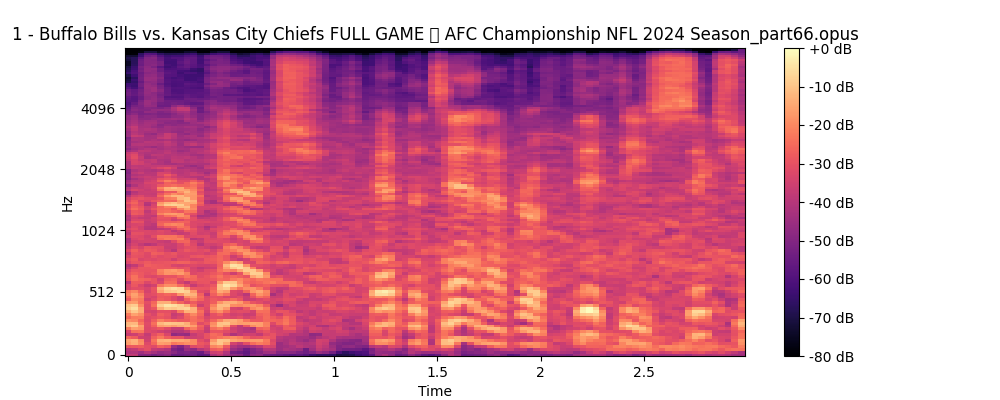 1 - Buffalo Bills vs. Kansas City Chiefs FULL GAME ▯ AFC Championship NFL 2024 Season_part66.opus
+0 dB
-10 dB
-20 dB
-30 dB
-40 dB
-50 dB
-60 dB
-70 dB
-80 dB
4096
2048
1024
512
0
Hz
0
0.5
1
1.5
2
2.5
Time